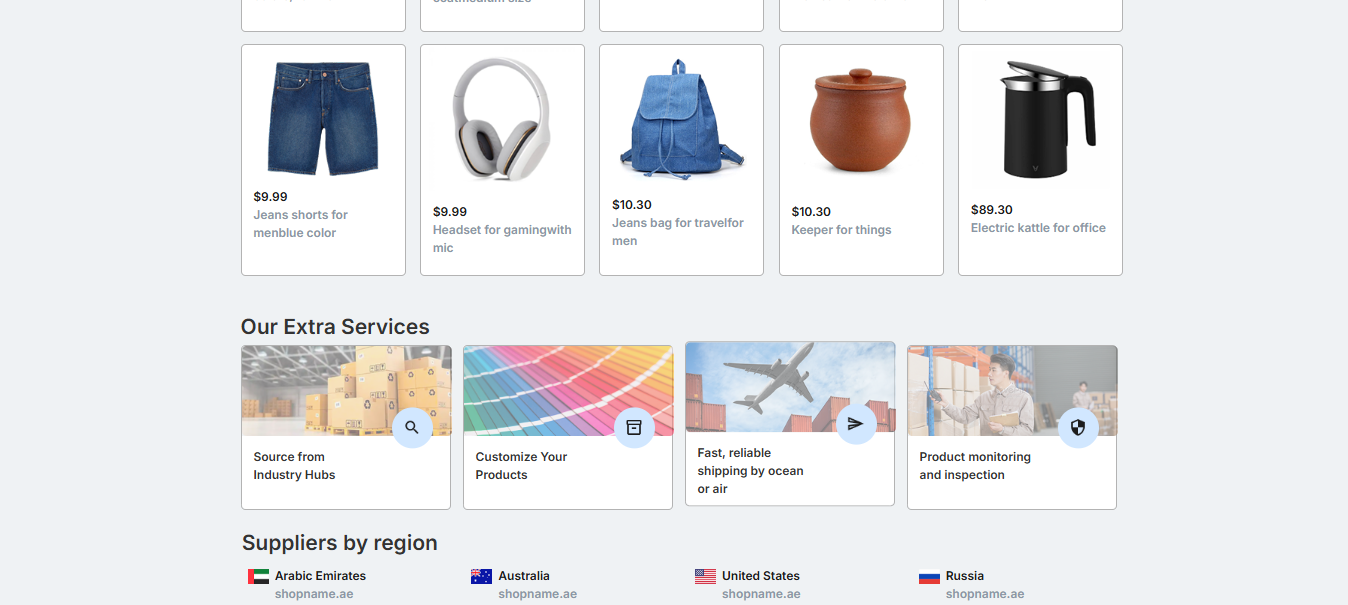 $9.99
Jeans shorts for
menblue color
$9.99
Headset for gamingwith
mic
$10.30
Jeans bag for travelfor
men
$10.30
Keeper for things
$89.30
Electric kattle for office
Our Extra Services
Source from
Industry Hubs
Customize Your
Products
Fast, reliable
shipping by ocean
or air
Product monitoring
and inspection
Suppliers by region
Arabic Emirates
shopname.ae
Australia
shopname.ae
United States
shopname.ae
Russia
shopname.ae